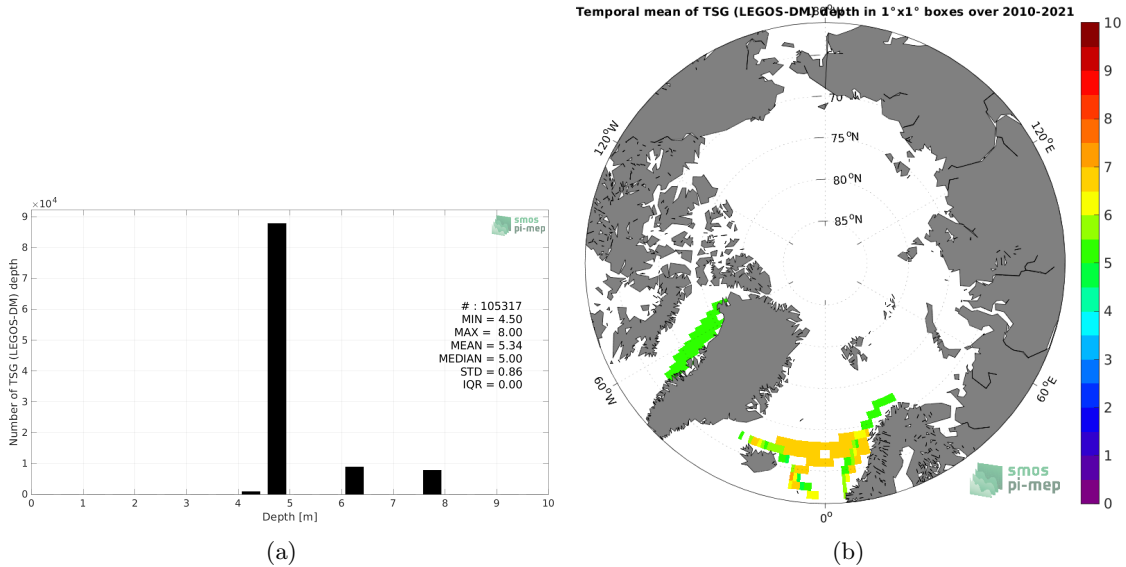 Temporal mean of TSG (LEGOS-DM) depth in 1°x1° boxes over 2010-2021
180°W
×10⁴
9
8
7
6
5
4
3
2
1
0
Number of TSG (LEGOS-DM) depth
0 1 2 3 4 5 6 7 8 9 10
Depth [m]
smos
pi-mep
# : 105317
MIN = 4.50
MAX = 8.00
MEAN = 5.34
MEDIAN = 5.00
STD = 0.86
IQR = 0.00
(a)
120°W
120°E
70
75°N
80°N
85°N
60°W
60°E
0°
smos
pi-mep
10
9
8
7
6
5
4
3
2
1
0
(b)